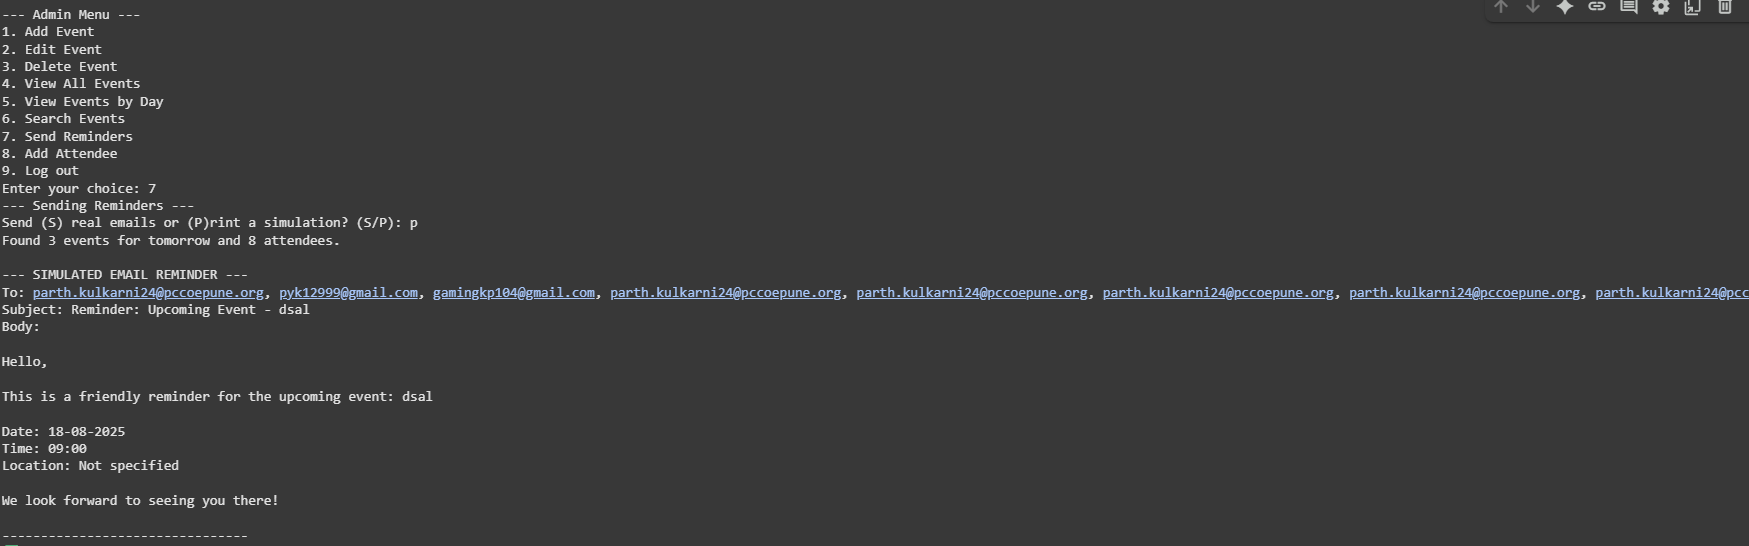 --- Admin Menu ---
1. Add Event
2. Edit Event
3. Delete Event
4. View All Events
5. View Events by Day
6. Search Events
7. Send Reminders
8. Add Attendee
9. Log out
Enter your choice: 7
--- Sending Reminders ---
Send (S) real emails or (P)rint a simulation? (S/P): p
Found 3 events for tomorrow and 8 attendees.
--- SIMULATED EMAIL REMINDER ---
To: parth.kulkarni24@pccoepune.org, pyk12999@gmail.com, gamingkp104@gmail.com, parth.kulkarni24@pccoepune.org, parth.kulkarni24@pccoepune.org, parth.kulkarni24@pccoepune.org, parth.kulkarni24@pccoepune.org, parth.kulkarni24@pcc
Subject: Reminder: Upcoming Event - dsal
Body:
Hello,
This is a friendly reminder for the upcoming event: dsal
Date: 18-08-2025
Time: 09:00
Location: Not specified
We look forward to seeing you there!
--------------------------------